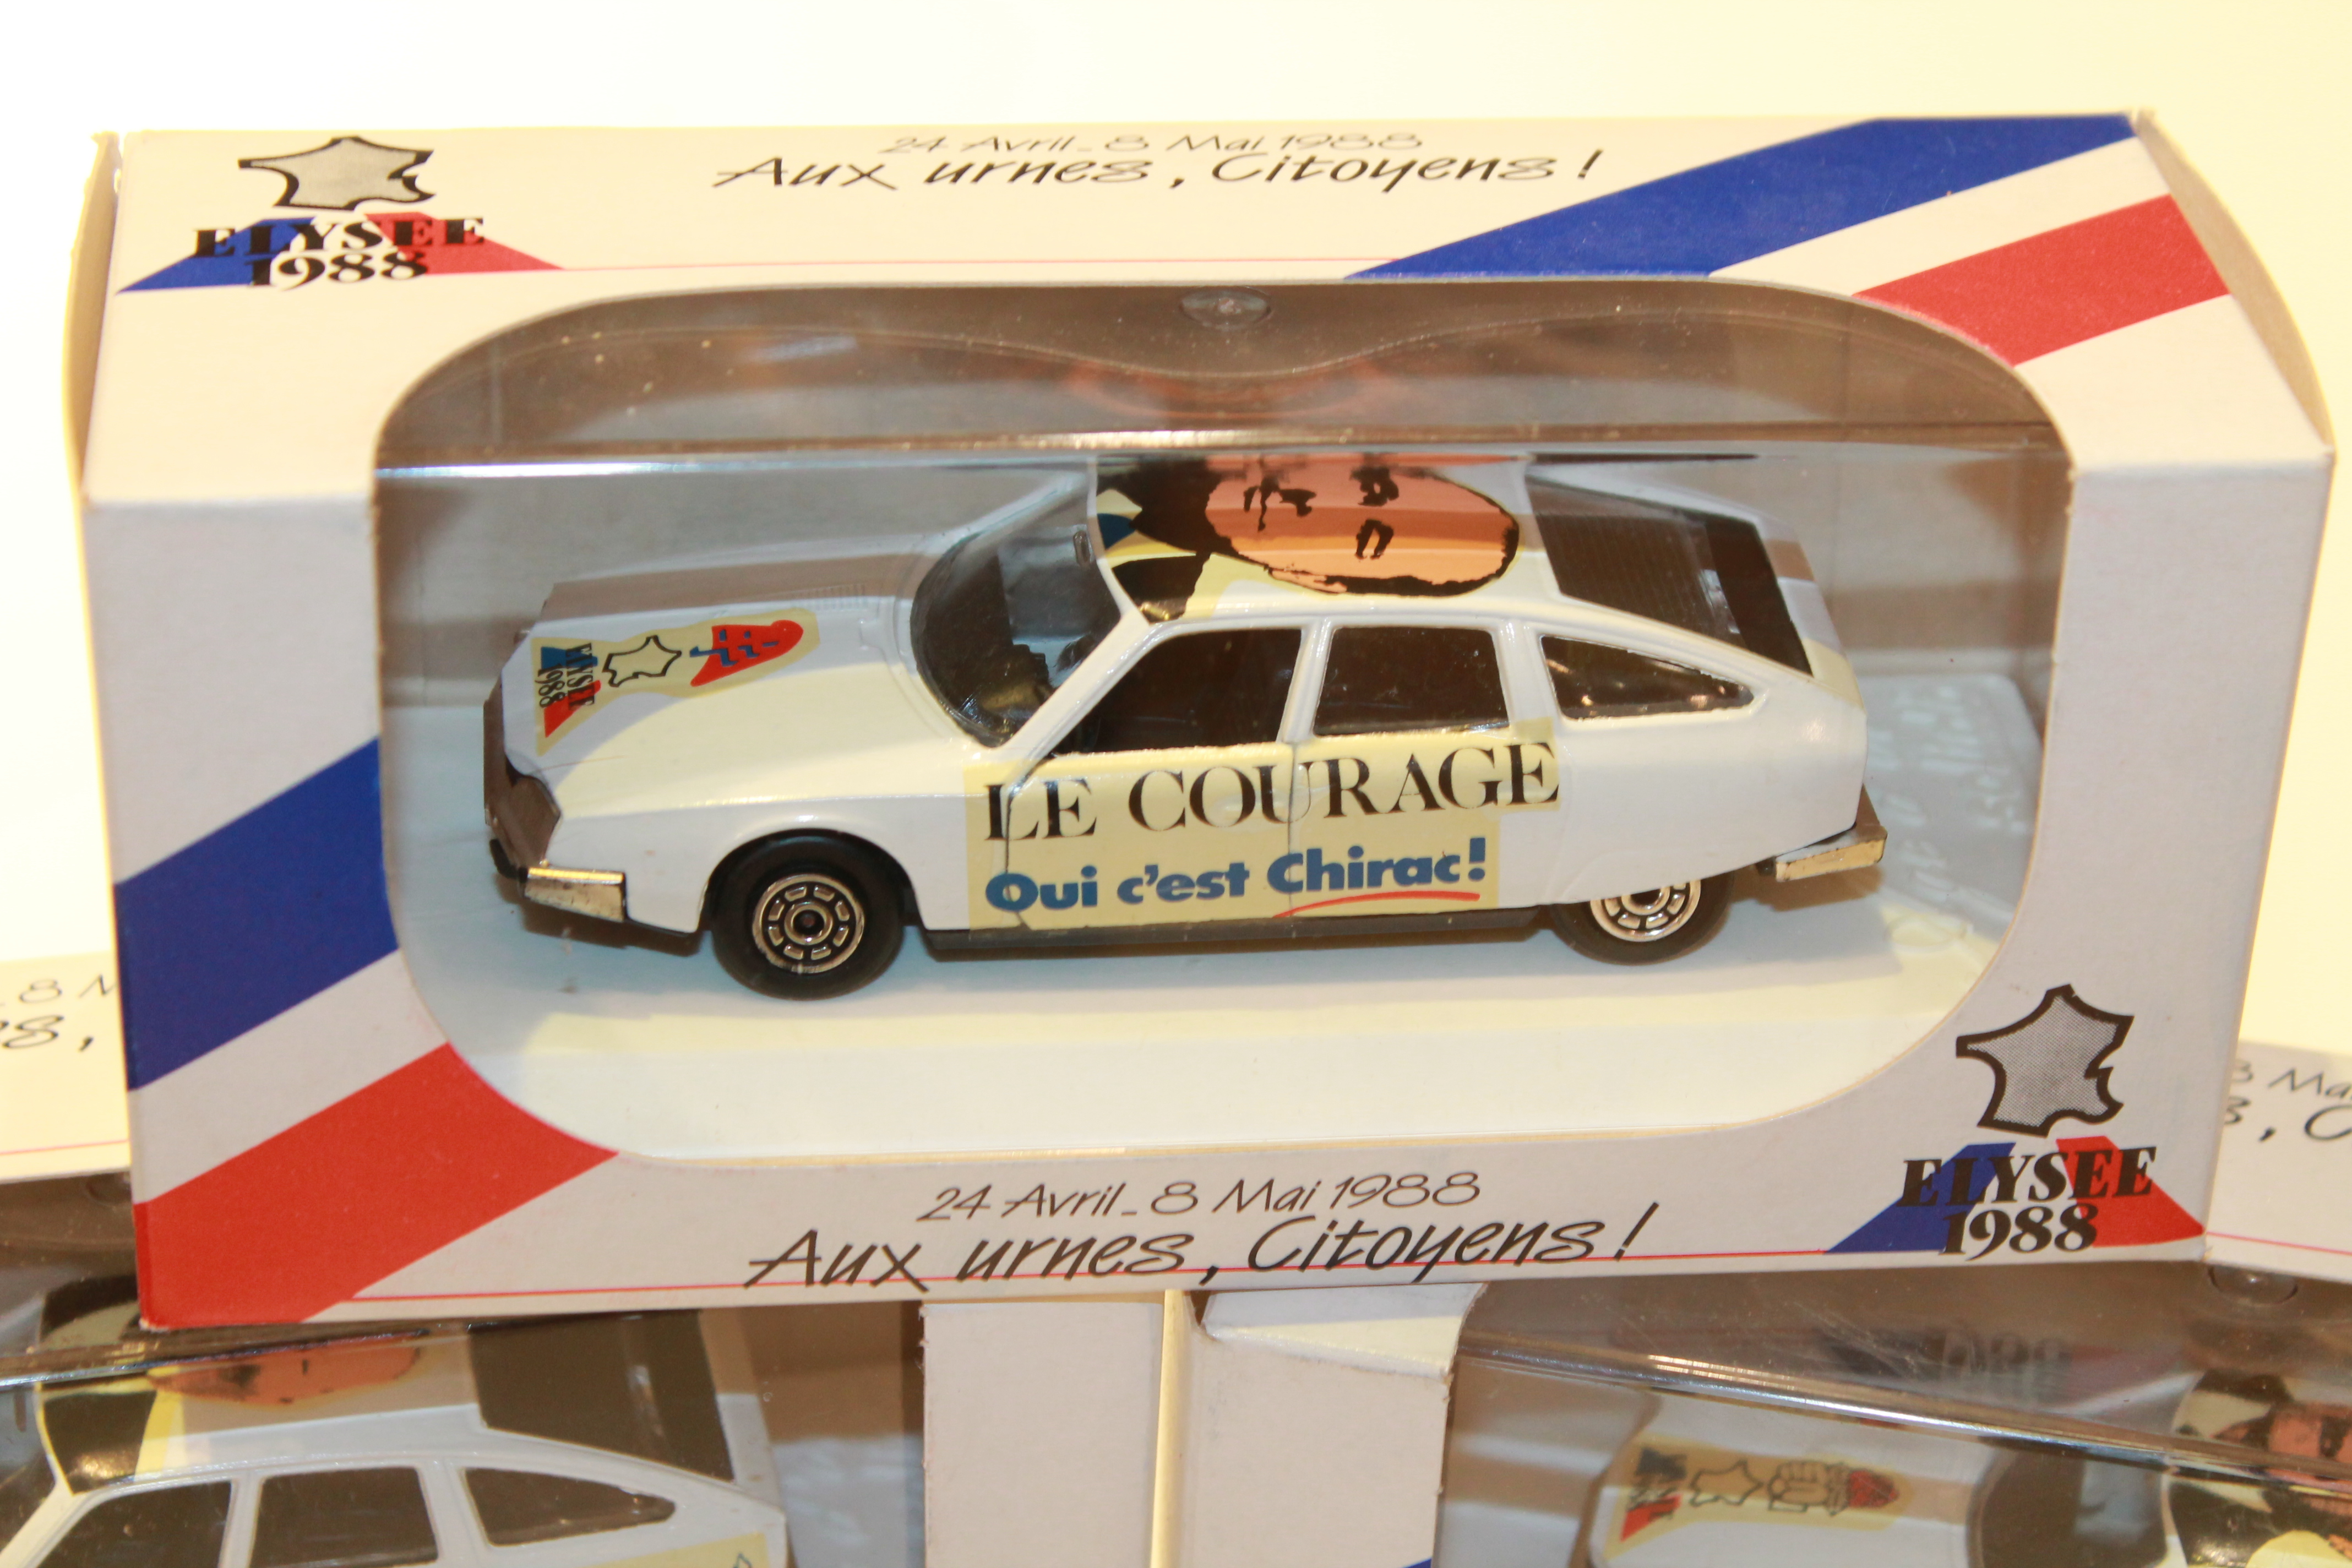 24 Avril_8 Mai 1988
Aux urnes, Citoyens!
ELYSEE
1988
ELYSEE
1988
LE COURAGE
Oui c'est Chirac!
24 Avril_8 Mai 1988
Aux urnes, Citoyens!
ELYSEE
1988